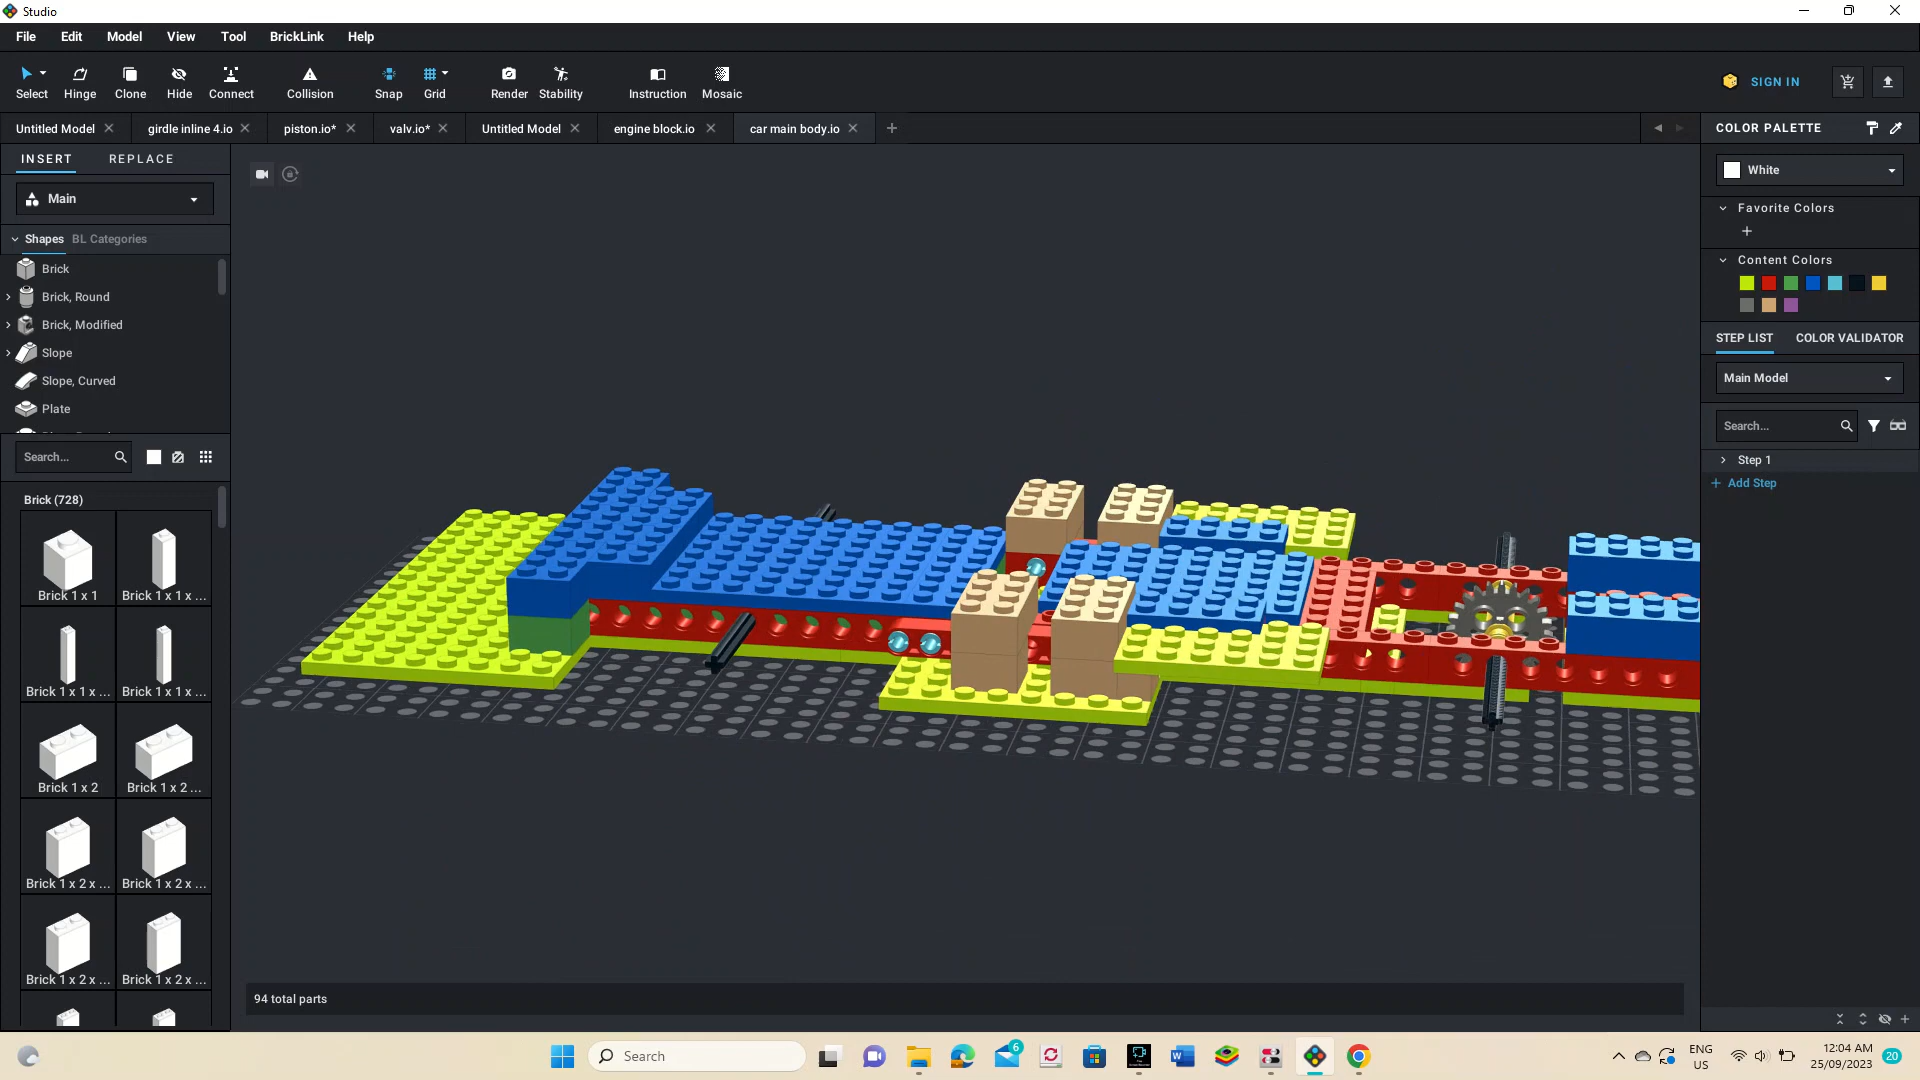 Studio
File Edit Model View Tool BrickLink Help
Select Hinge Clone Hide Connect Collision Snap Grid Render Stability Instruction Mosaic
SIGN IN
Untitled Model girdle inline 4.io piston.io* valv.io* Untitled Model engine block.io car main body.io
COLOR PALETTE
INSERT REPLACE
White
Main
Favorite Colors
Shapes BL Categories
Content Colors
Brick
Brick, Round
Brick, Modified
Slope
Slope, Curved
Plate
STEP LIST COLOR VALIDATOR
Main Model
Search...
Step 1
Add Step
Search...
Brick (728)
Brick 1 x 1 Brick 1 x 1 x ...
Brick 1 x 1 x ... Brick 1 x 1 x ...
Brick 1 x 2 Brick 1 x 2 ...
Brick 1 x 2 x ... Brick 1 x 2 x ...
Brick 1 x 2 x ... Brick 1 x 2 x ...
94 total parts
Search
6
ENG
US
12:04 AM
25/09/2023
20